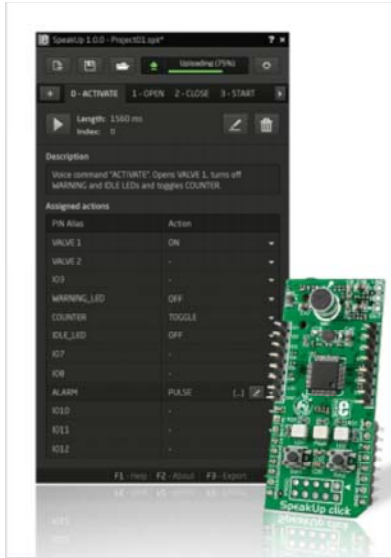 SpeakUp 1.0.0 - Project01.spk*
? ×
Uploading (75%)
+ 0 - ACTIVATE 1 - OPEN 2 - CLOSE 3 - START
Length: 1560 ms
Index: 0
Description
Voice command "ACTIVATE". Opens VALVE 1, turns off
WARNING and IDLE LEDs and toggles COUNTER.
Assigned actions
PIN Alias Action
VALVE 1 ON
VALVE 2 -
IO3 -
WARNING_LED OFF
COUNTER TOGGLE
IDLE_LED OFF
IO7 -
IO8 -
ALARM PULSE [...]
IO10 -
IO11 -
IO12 -
F1 - Help F2 - About F3 - Export
SpeakUp click